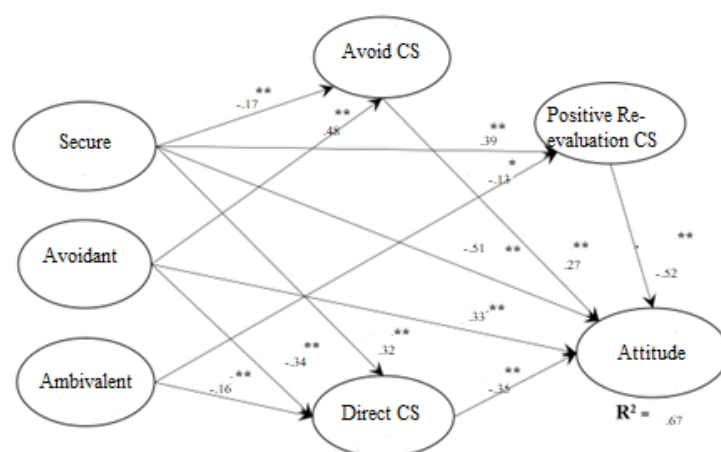 Avoid CS
-.17**
.48**
Positive Re-
evaluation CS
Secure
.39**
-.13*
Avoidant
-.51**
.27**
-.52**
.33**
Ambivalent
-.16**
-.34**
.32**
Direct CS
-.35**
Attitude
R² = .67